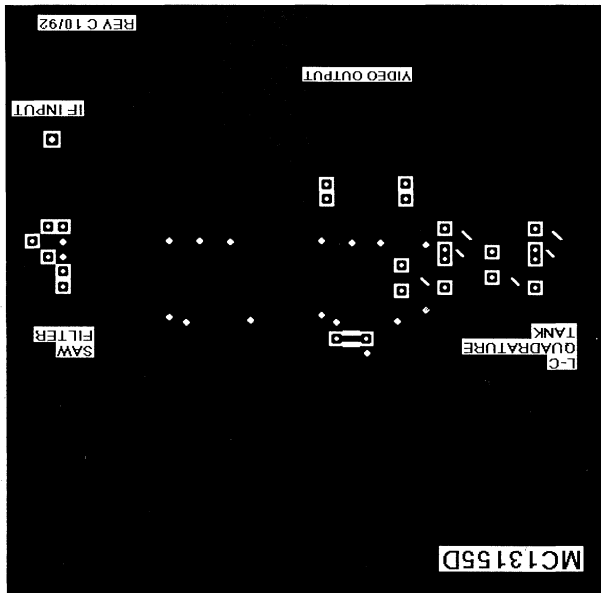 MC13155D
L-C
QUADRATURE
TANK
SAW
FILTER
IF INPUT
VIDEO OUTPUT
REV C 10/92